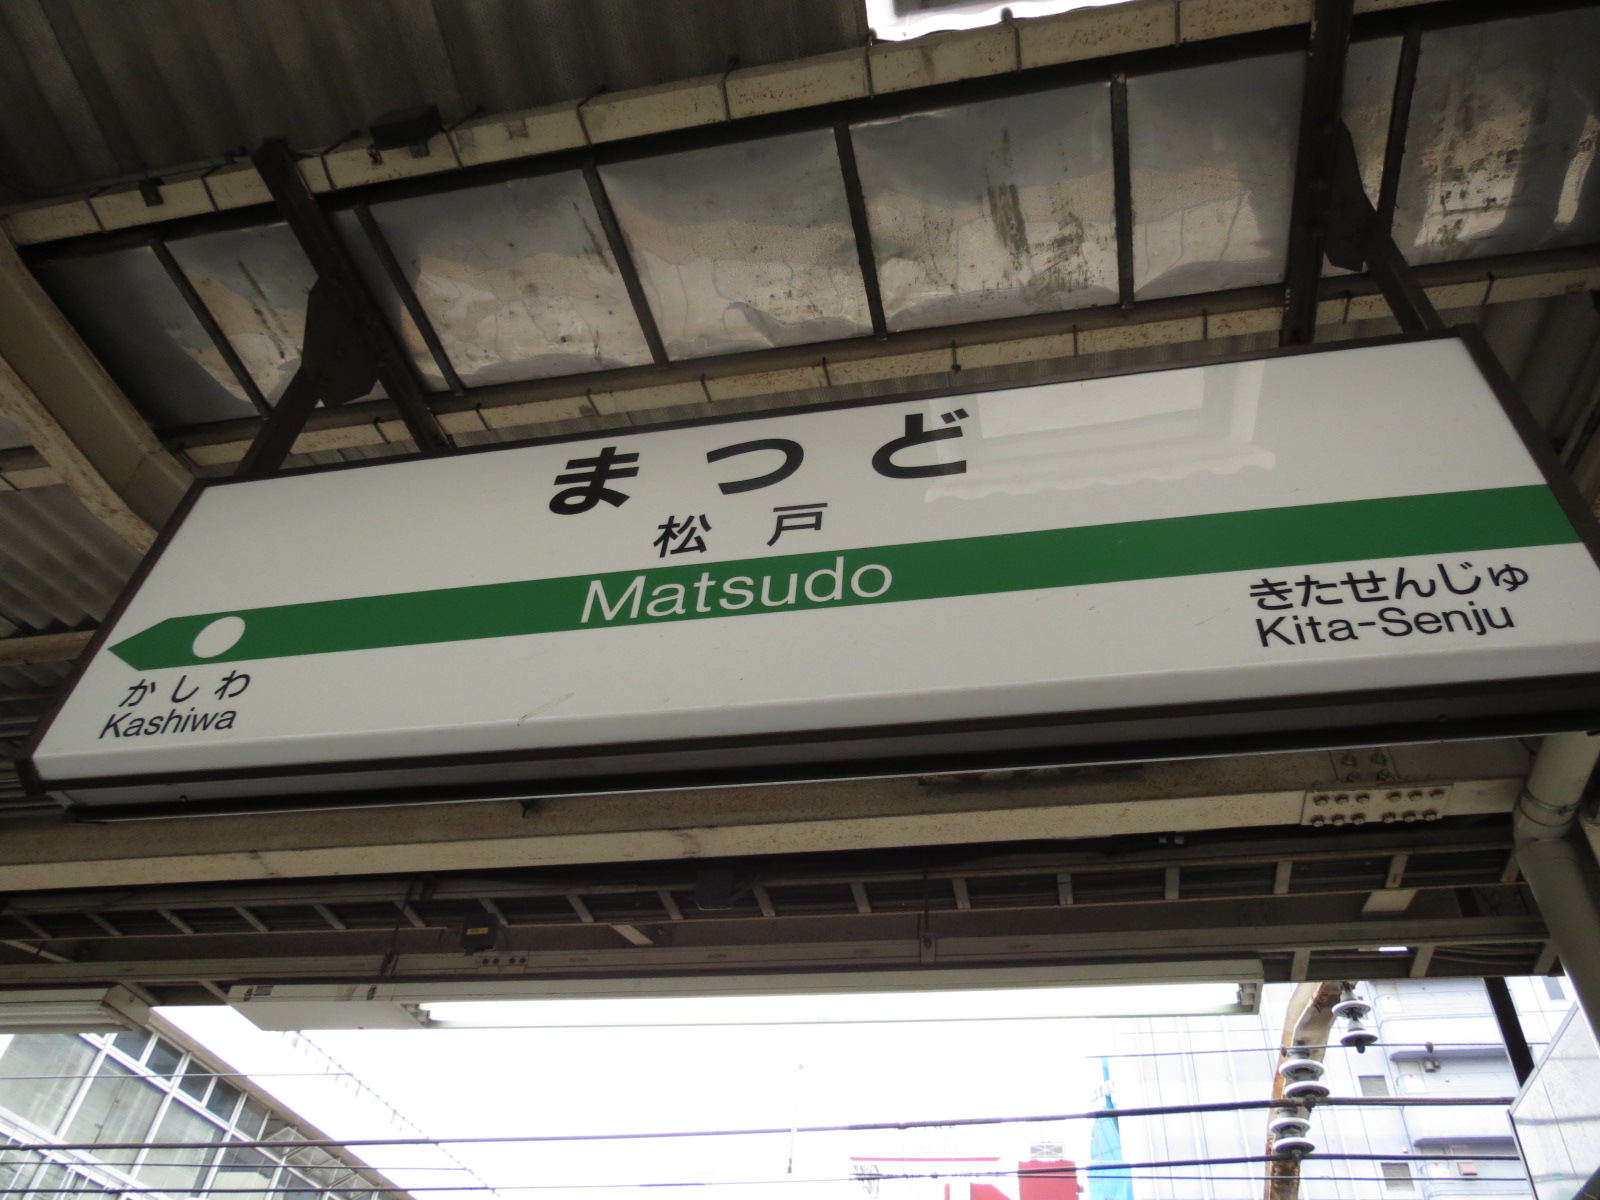 まつど
松戸
Matsudo
かしわ
Kashiwa
きたせんじゅ
Kita-Senju